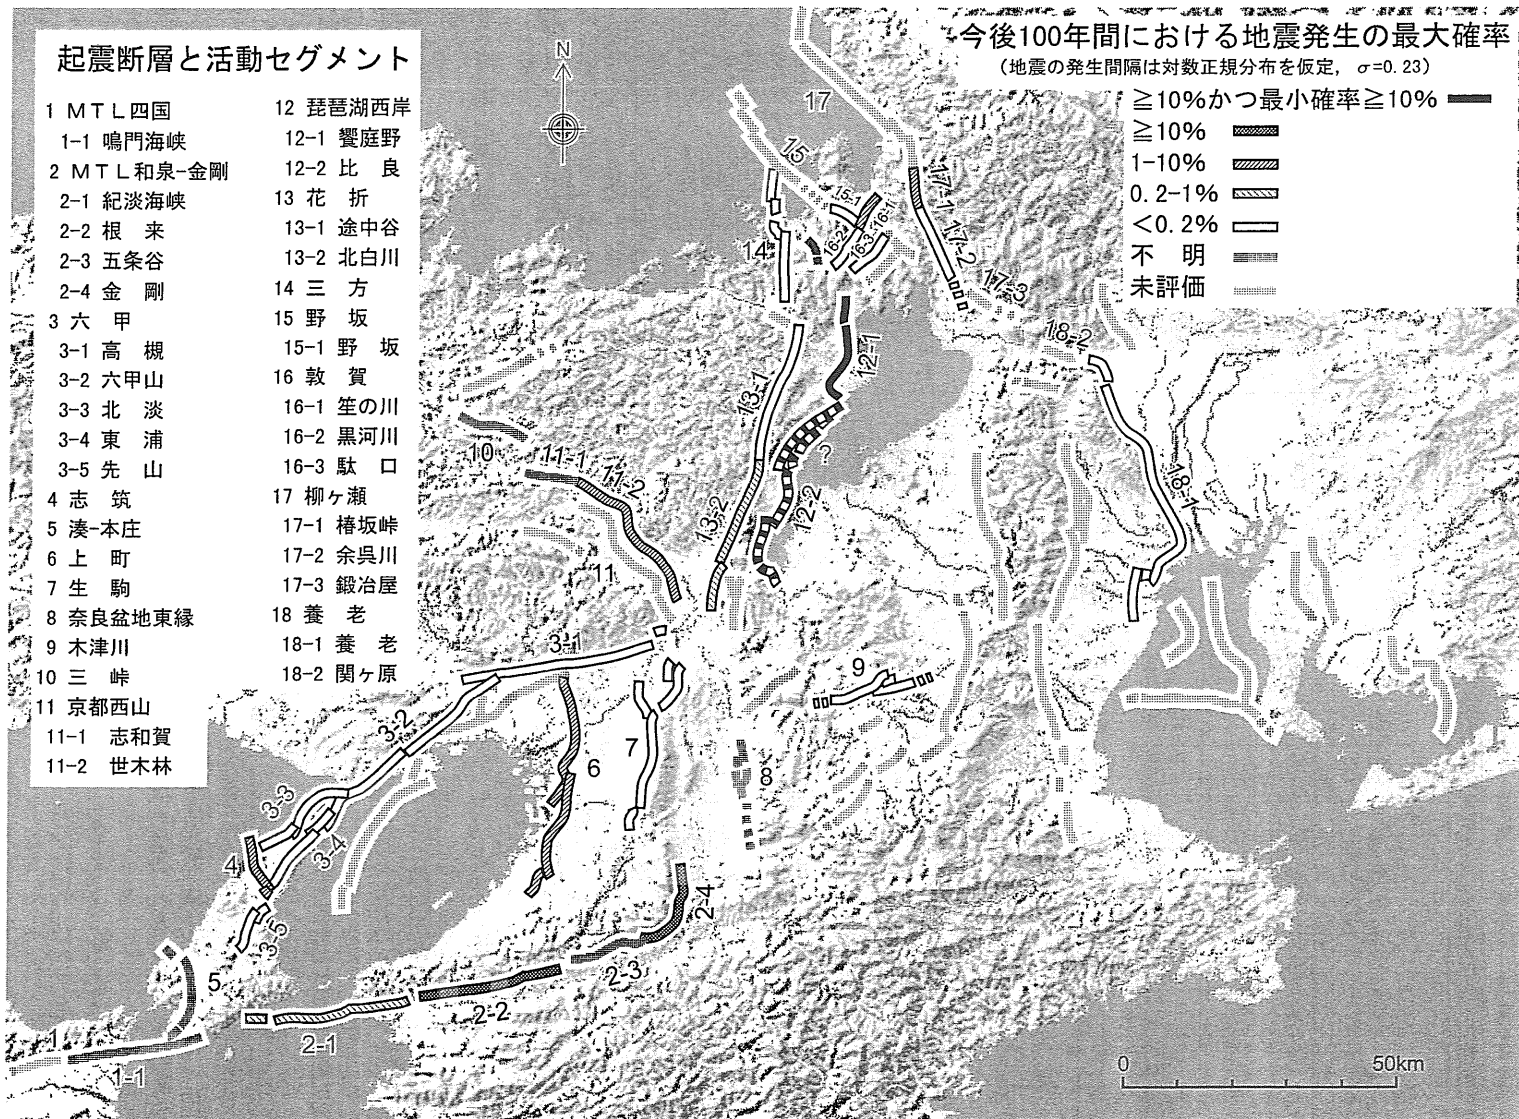 起震断層と活動セグメント
1 MTL四国
1-1 鳴門海峡
2 MTL和泉-金剛
2-1 紀淡海峡
2-2 根 来
2-3 五条谷
2-4 金 剛
3 六 甲
3-1 高 槻
3-2 六甲山
3-3 北 淡
3-4 東 浦
3-5 先 山
4 志 筑
5 湊-本庄
6 上 町
7 生 駒
8 奈良盆地東縁
9 木津川
10 三 峠
11 京都西山
11-1 志和賀
11-2 世木林
12 琵琶湖西岸
12-1 饗庭野
12-2 比 良
13 花 折
13-1 途中谷
13-2 北白川
14 三 方
15 野 坂
15-1 野 坂
16 敦 賀
16-1 笙の川
16-2 黒河川
16-3 駄 口
17 柳ヶ瀬
17-1 椿坂峠
17-2 余呉川
17-3 鍛冶屋
18 養 老
18-1 養 老
18-2 関ヶ原
N
今後100年間における地震発生の最大確率
(地震の発生間隔は対数正規分布を仮定, σ=0.23)
≧10%かつ最小確率≧10%
≧10%
1-10%
0.2-1%
<0.2%
不 明
未評価
17
15
15-1
16-1
17-1
14
16-2
16-3
17-2
17-3
18-2
12-1
13-1
10
11-1
11-2
?
18-1
13-2
12-2
11
3-1
9
3-2
7
6
8
3-3
3-4
4
2-4
3-5
5
2-3
2-2
2-1
1
1-1
0
50km